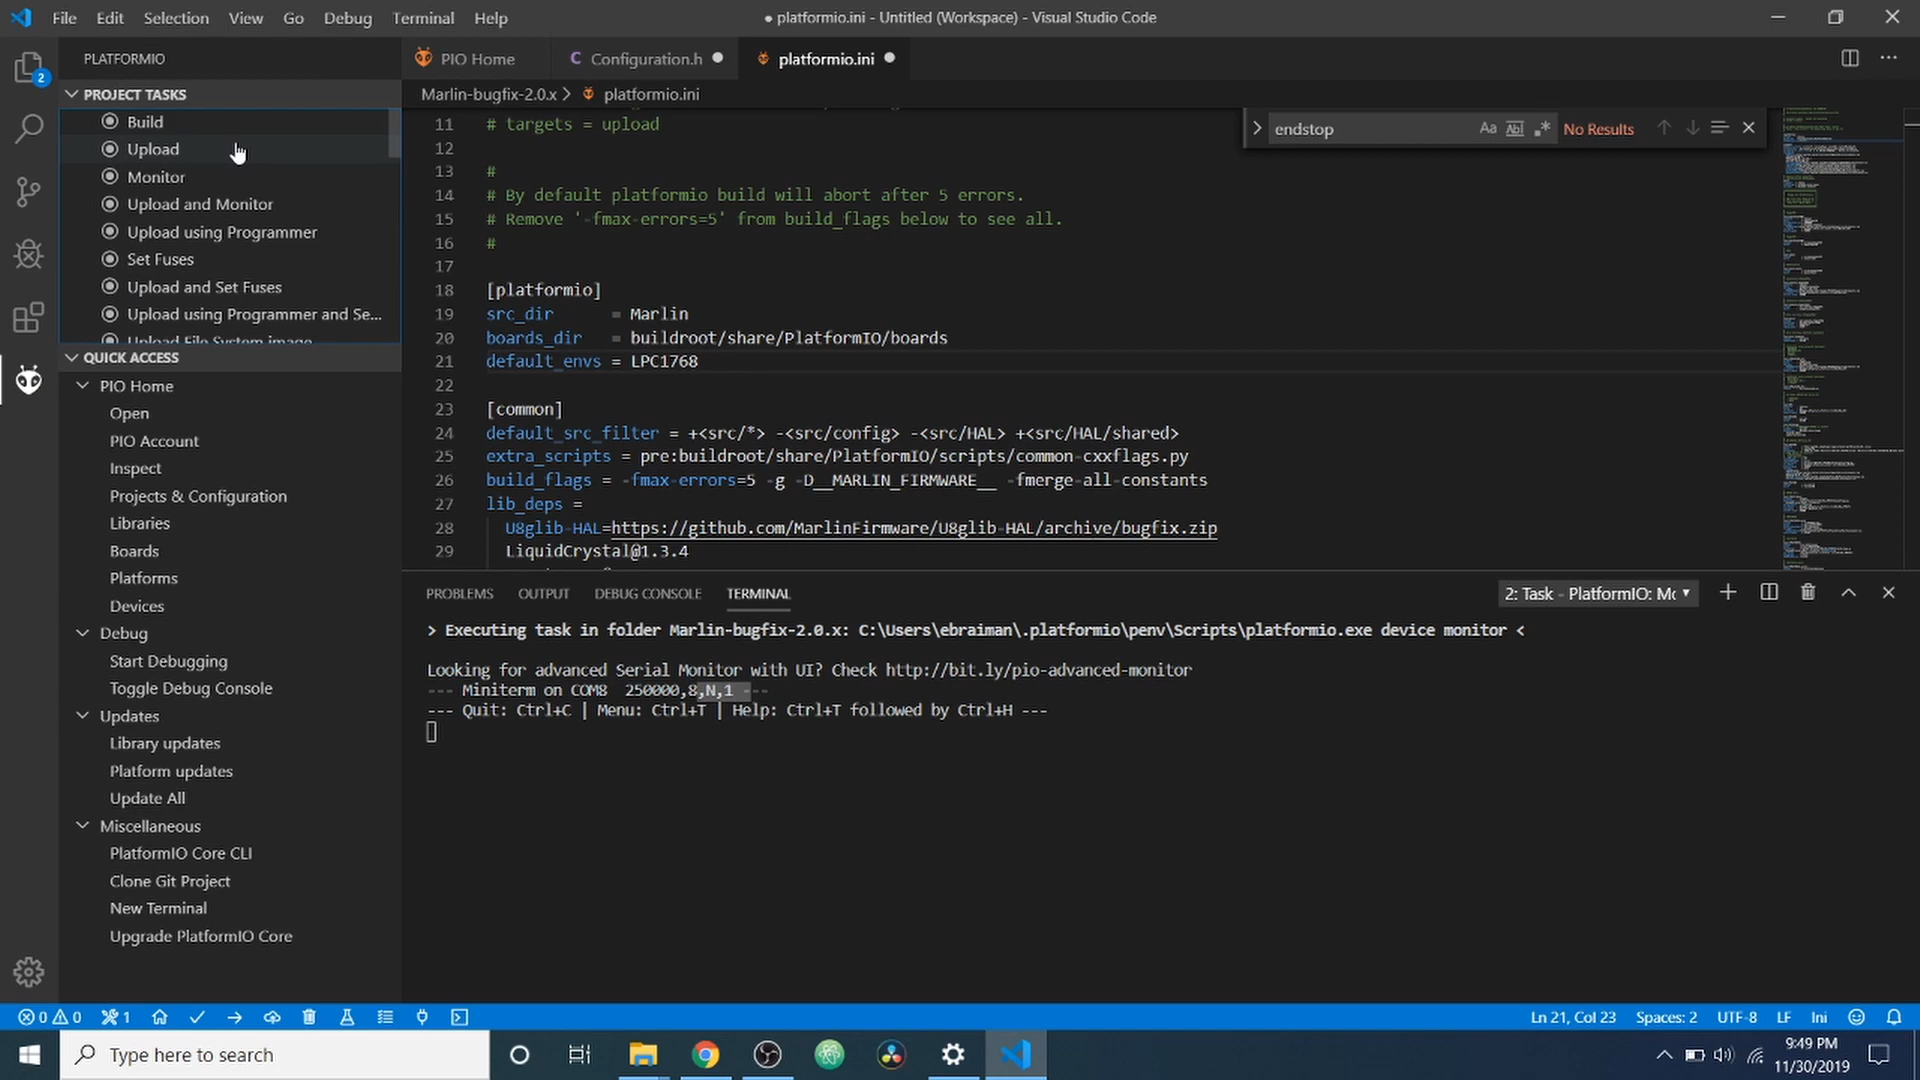 File Edit Selection View Go Debug Terminal Help
● platformio.ini - Untitled (Workspace) - Visual Studio Code
2
PLATFORMIO
PROJECT TASKS
Build
Upload
Monitor
Upload and Monitor
Upload using Programmer
Set Fuses
Upload and Set Fuses
Upload using Programmer and Se...
Upload File System image
QUICK ACCESS
PIO Home
Open
PIO Account
Inspect
Projects & Configuration
Libraries
Boards
Platforms
Devices
Debug
Start Debugging
Toggle Debug Console
Updates
Library updates
Platform updates
Update All
Miscellaneous
PlatformIO Core CLI
Clone Git Project
New Terminal
Upgrade PlatformIO Core
PIO Home
C Configuration.h
platformio.ini
Marlin-bugfix-2.0.x > platformio.ini
endstop Aa Abl .* No Results
11 # targets = upload
12
13 #
14 # By default platformio build will abort after 5 errors.
15 # Remove '-fmax-errors=5' from build_flags below to see all.
16 #
17
18 [platformio]
19 src_dir = Marlin
20 boards_dir = buildroot/share/PlatformIO/boards
21 default_envs = LPC1768
22
23 [common]
24 default_src_filter = +<src/*> -<src/config> -<src/HAL> +<src/HAL/shared>
25 extra_scripts = pre:buildroot/share/PlatformIO/scripts/common-cxxflags.py
26 build_flags = -fmax-errors=5 -g -D__MARLIN_FIRMWARE__ -fmerge-all-constants
27 lib_deps =
28 U8glib-HAL=https://github.com/MarlinFirmware/U8glib-HAL/archive/bugfix.zip
29 LiquidCrystal@1.3.4
PROBLEMS OUTPUT DEBUG CONSOLE TERMINAL
2: Task - PlatformIO: Mc
> Executing task in folder Marlin-bugfix-2.0.x: C:\Users\ebraiman\.platformio\penv\Scripts\platformio.exe device monitor <
Looking for advanced Serial Monitor with UI? Check http://bit.ly/pio-advanced-monitor
--- Miniterm on COM8 250000,8,N,1 ---
--- Quit: Ctrl+C | Menu: Ctrl+T | Help: Ctrl+T followed by Ctrl+H ---
0 0 1
Ln 21, Col 23 Spaces: 2 UTF-8 LF Ini
Type here to search
9:49 PM
11/30/2019